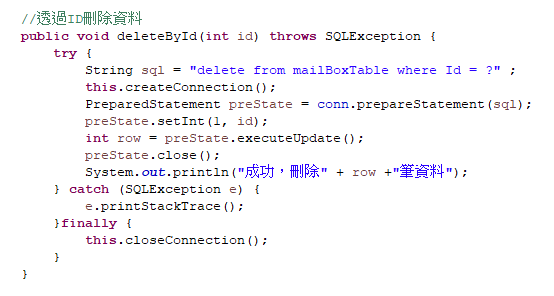 //透過ID刪除資料
public void deleteById(int id) throws SQLException {
try {
String sql = "delete from mailBoxTable where Id = ?" ;
this.createConnection();
PreparedStatement preState = conn.prepareStatement(sql);
preState.setInt(1, id);
int row = preState.executeUpdate();
preState.close();
System.out.println("成功，刪除" + row +"筆資料");
} catch (SQLException e) {
e.printStackTrace();
}finally {
this.closeConnection();
}
}